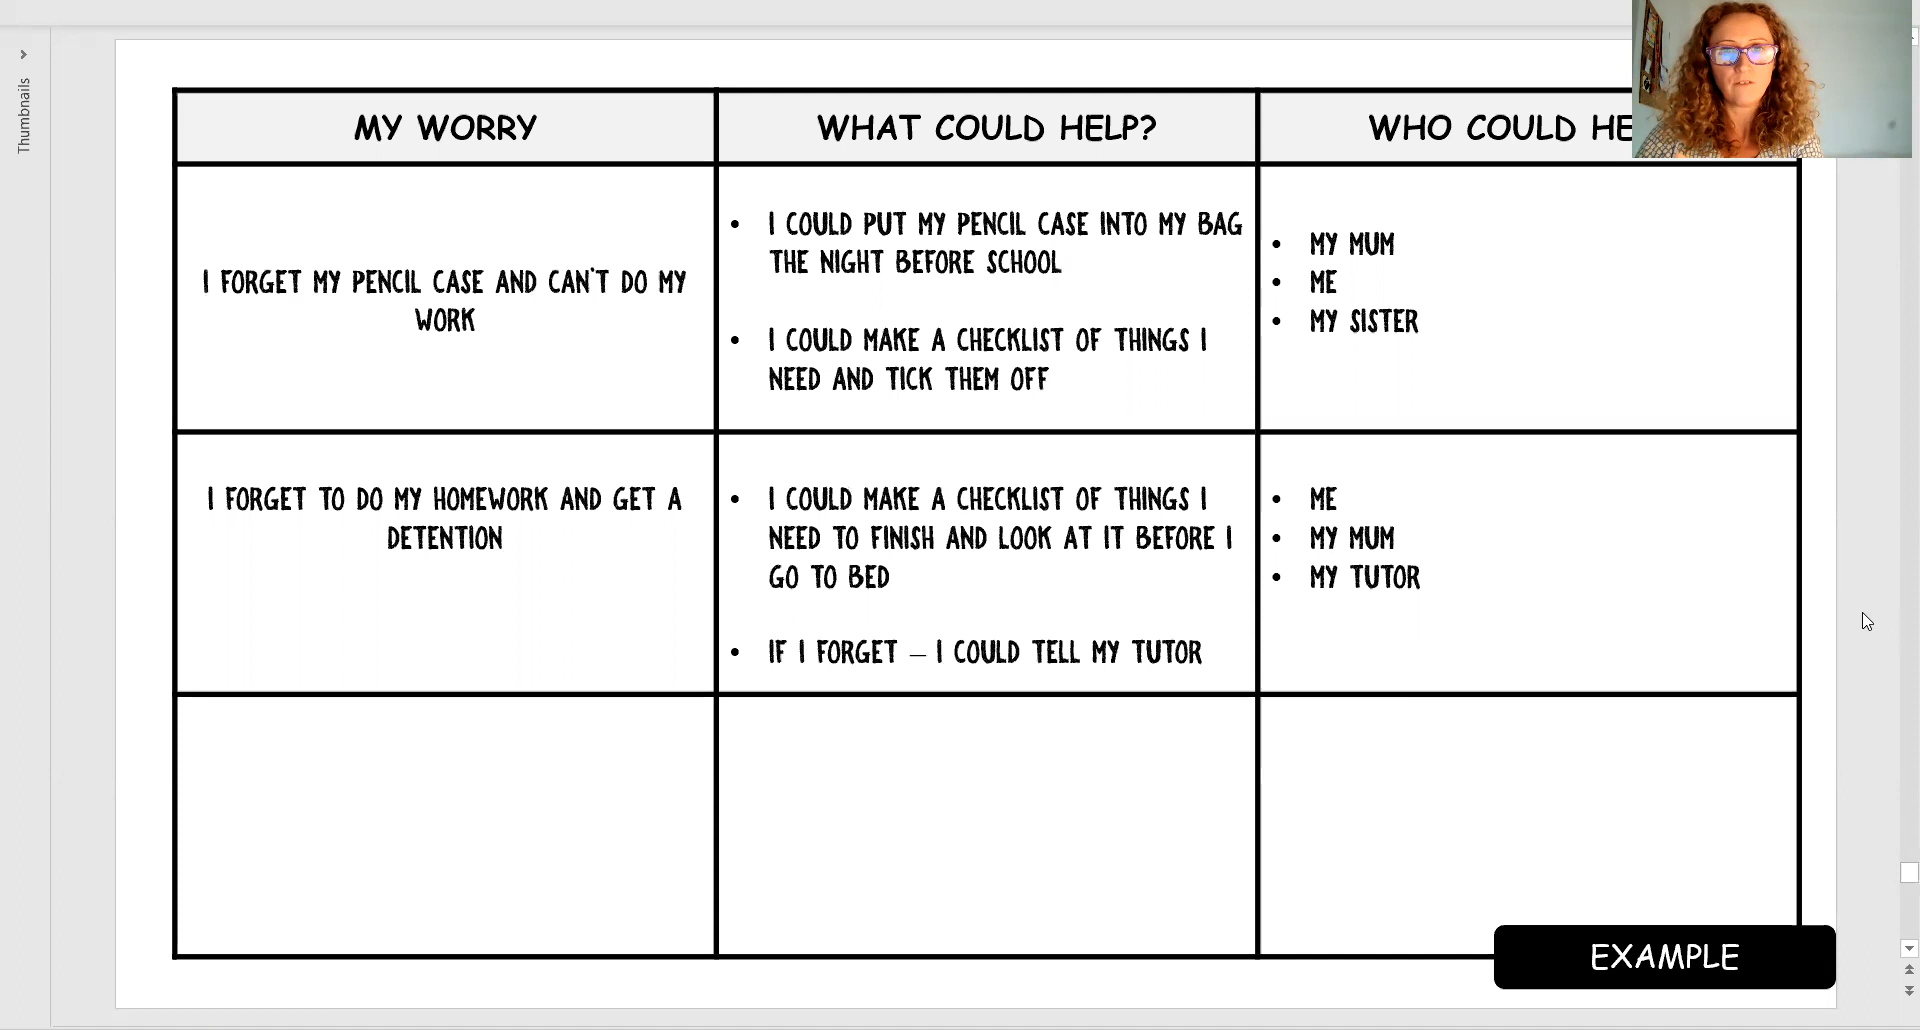 Thumbnails
MY WORRY
WHAT COULD HELP?
WHO COULD
I FORGET MY PENCIL CASE AND CAN'T DO MY
WORK
• I COULD PUT MY PENCIL CASE INTO MY BAG
THE NIGHT BEFORE SCHOOL
• I COULD MAKE A CHECKLIST OF THINGS I
NEED AND TICK THEM OFF
• MY MUM
• ME
• MY SISTER
I FORGET TO DO MY HOMEWORK AND GET A
DETENTION
• I COULD MAKE A CHECKLIST OF THINGS I
NEED TO FINISH AND LOOK AT IT BEFORE I
GO TO BED
• IF I FORGET – I COULD TELL MY TUTOR
• ME
• MY MUM
• MY TUTOR
EXAMPLE